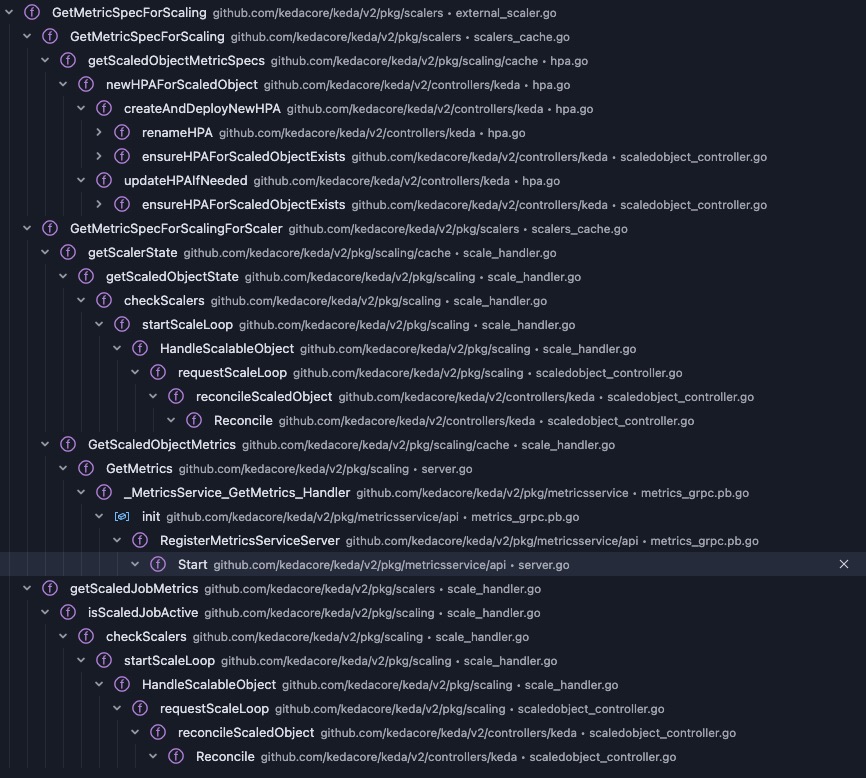 GetMetricSpecForScaling github.com/kedacore/keda/v2/pkg/scalers • external_scaler.go
GetMetricSpecForScaling github.com/kedacore/keda/v2/pkg/scalers • scalers_cache.go
getScaledObjectMetricSpecs github.com/kedacore/keda/v2/pkg/scaling/cache • hpa.go
newHPAForScaledObject github.com/kedacore/keda/v2/controllers/keda • hpa.go
createAndDeployNewHPA github.com/kedacore/keda/v2/controllers/keda • hpa.go
renameHPA github.com/kedacore/keda/v2/controllers/keda • hpa.go
ensureHPAForScaledObjectExists github.com/kedacore/keda/v2/controllers/keda • scaledobject_controller.go
updateHPAIfNeeded github.com/kedacore/keda/v2/controllers/keda • hpa.go
ensureHPAForScaledObjectExists github.com/kedacore/keda/v2/controllers/keda • scaledobject_controller.go
GetMetricSpecForScalingForScaler github.com/kedacore/keda/v2/pkg/scalers • scalers_cache.go
getScalerState github.com/kedacore/keda/v2/pkg/scaling/cache • scale_handler.go
getScaledObjectState github.com/kedacore/keda/v2/pkg/scaling • scale_handler.go
checkScalers github.com/kedacore/keda/v2/pkg/scaling • scale_handler.go
startScaleLoop github.com/kedacore/keda/v2/pkg/scaling • scale_handler.go
HandleScalableObject github.com/kedacore/keda/v2/pkg/scaling • scale_handler.go
requestScaleLoop github.com/kedacore/keda/v2/pkg/scaling • scaledobject_controller.go
reconcileScaledObject github.com/kedacore/keda/v2/controllers/keda • scaledobject_controller.go
Reconcile github.com/kedacore/keda/v2/controllers/keda • scaledobject_controller.go
GetScaledObjectMetrics github.com/kedacore/keda/v2/pkg/scaling/cache • scale_handler.go
GetMetrics github.com/kedacore/keda/v2/pkg/scaling • server.go
_MetricsService_GetMetrics_Handler github.com/kedacore/keda/v2/pkg/metricsservice • metrics_grpc.pb.go
init github.com/kedacore/keda/v2/pkg/metricsservice/api • metrics_grpc.pb.go
RegisterMetricsServiceServer github.com/kedacore/keda/v2/pkg/metricsservice/api • metrics_grpc.pb.go
Start github.com/kedacore/keda/v2/pkg/metricsservice/api • server.go
getScaledJobMetrics github.com/kedacore/keda/v2/pkg/scalers • scale_handler.go
isScaledJobActive github.com/kedacore/keda/v2/pkg/scaling • scale_handler.go
checkScalers github.com/kedacore/keda/v2/pkg/scaling • scale_handler.go
startScaleLoop github.com/kedacore/keda/v2/pkg/scaling • scale_handler.go
HandleScalableObject github.com/kedacore/keda/v2/pkg/scaling • scale_handler.go
requestScaleLoop github.com/kedacore/keda/v2/pkg/scaling • scaledobject_controller.go
reconcileScaledObject github.com/kedacore/keda/v2/controllers/keda • scaledobject_controller.go
Reconcile github.com/kedacore/keda/v2/controllers/keda • scaledobject_controller.go